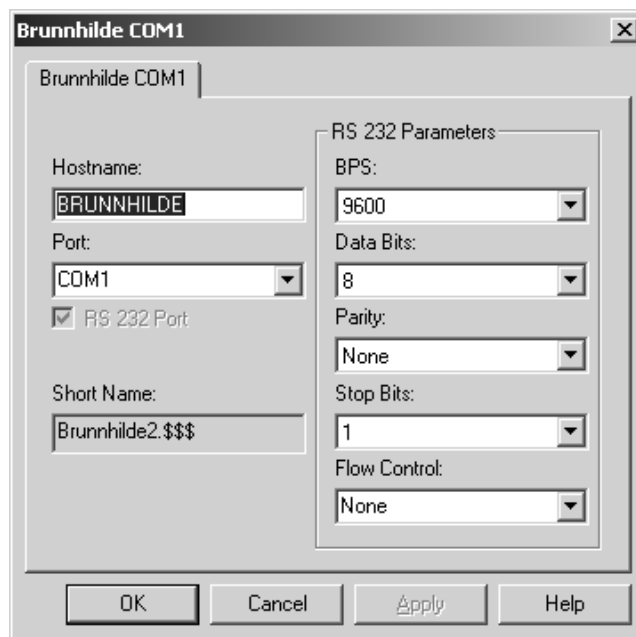 Brunnhilde COM1
Brunnhilde COM1
Hostname:
BRUNNHILDE
Port:
COM1
RS 232 Port
Short Name:
Brunnhilde2.$$$
RS 232 Parameters
BPS:
9600
Data Bits:
8
Parity:
None
Stop Bits:
1
Flow Control:
None
OK
Cancel
Apply
Help